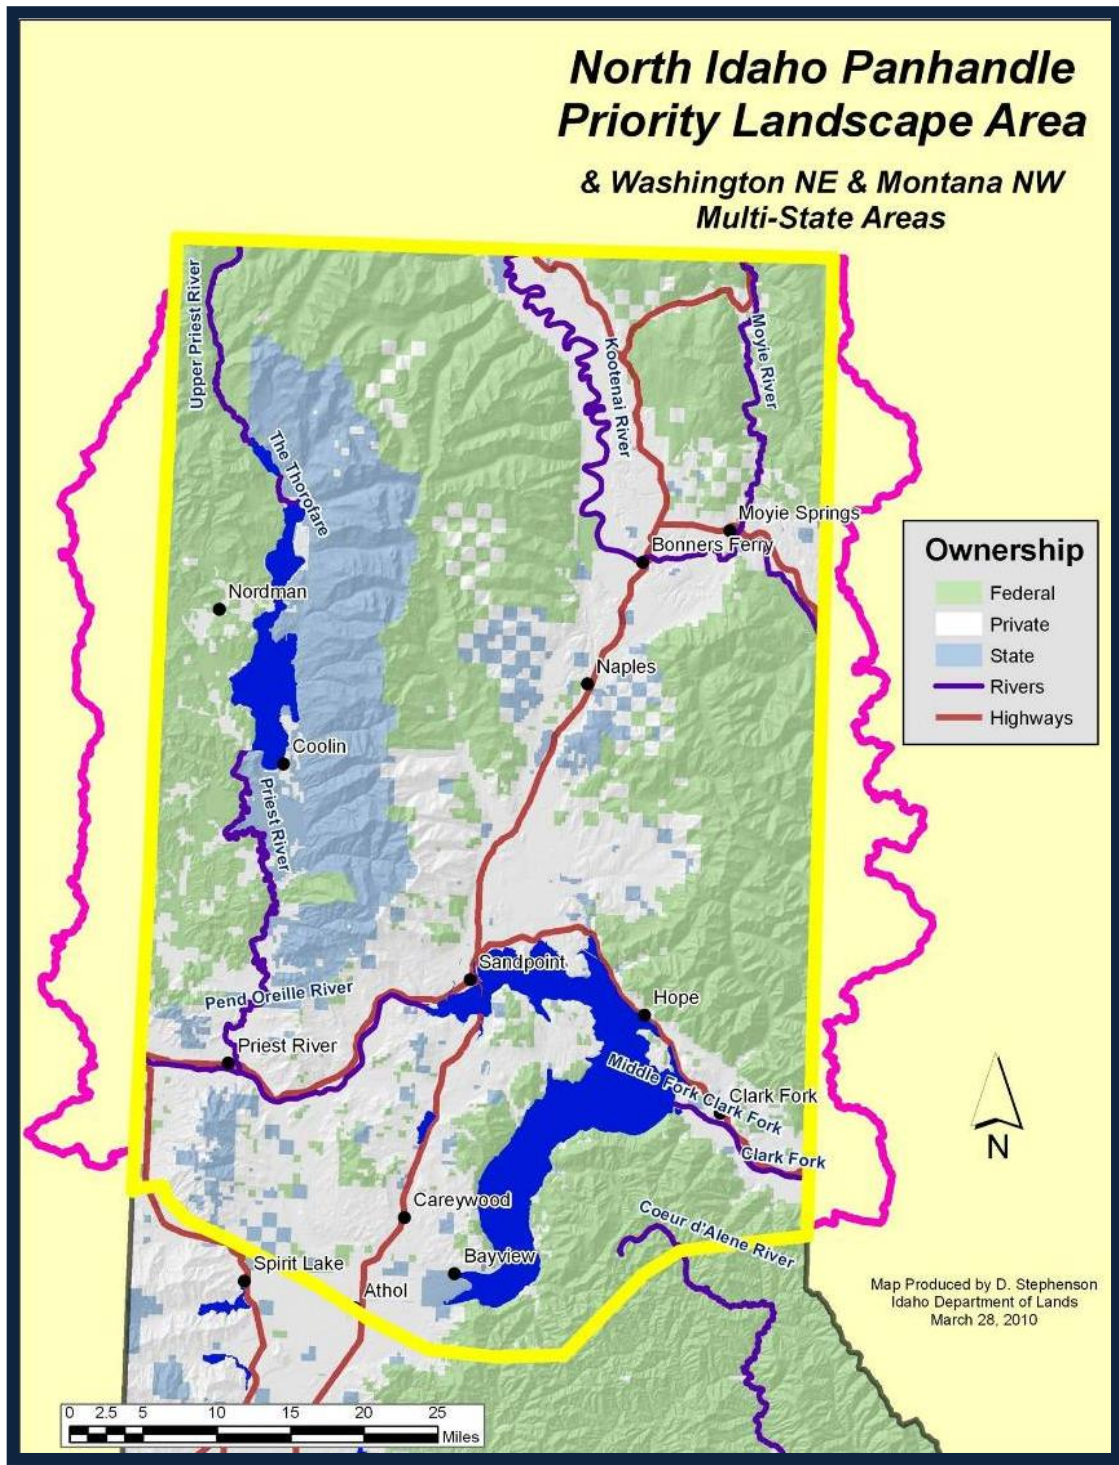 North Idaho Panhandle
Priority Landscape Area
& Washington NE & Montana NW
Multi-State Areas
Upper Priest River
Kootenai River
Moyie River
The Thorofare
Moyie Springs
Bonners Ferry
Nordman
Naples
Coolin
Priest River
Ownership
Federal
Private
State
Rivers
Highways
Sandpoint
Pend Oreille River
Hope
Priest River
Middle Fork Clark Fork
Clark Fork
Clark Fork
Careywood
Coeur d'Alene River
Bayview
Spirit Lake
Athol
N
Map Produced by D. Stephenson
Idaho Department of Lands
March 28, 2010
0 2.5 5 10 15 20 25
Miles